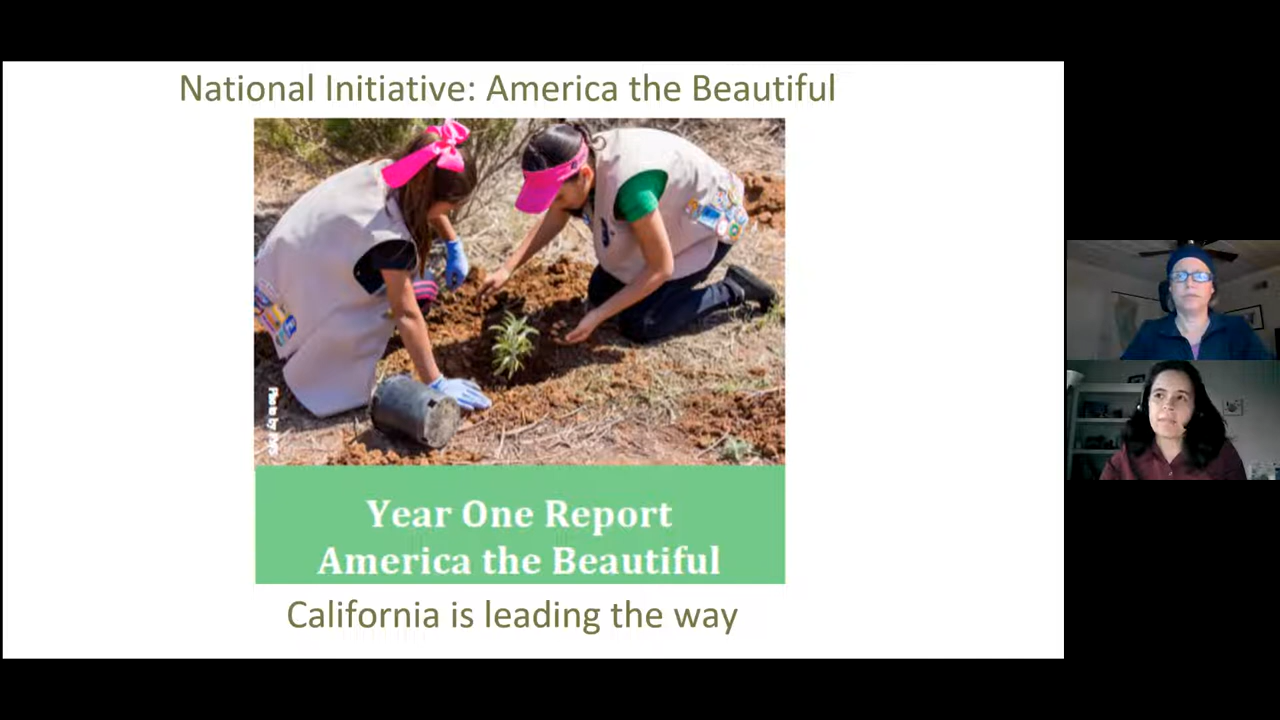 National Initiative: America the Beautiful
Year One Report
America the Beautiful
California is leading the way